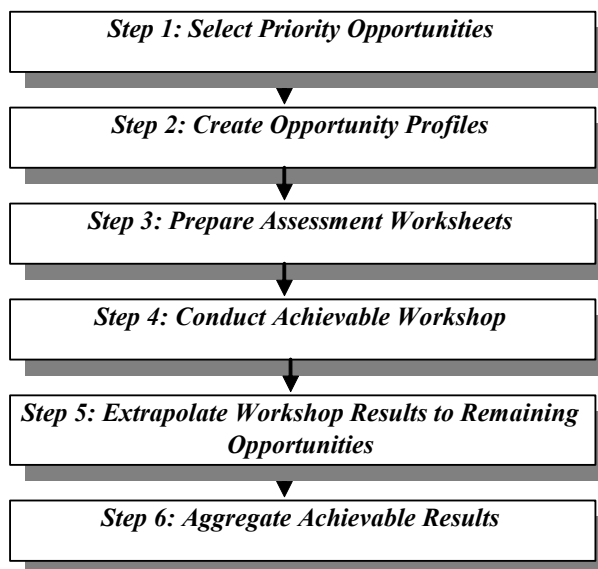 Step 1: Select Priority Opportunities
Step 2: Create Opportunity Profiles
Step 3: Prepare Assessment Worksheets
Step 4: Conduct Achievable Workshop
Step 5: Extrapolate Workshop Results to Remaining
Opportunities
Step 6: Aggregate Achievable Results